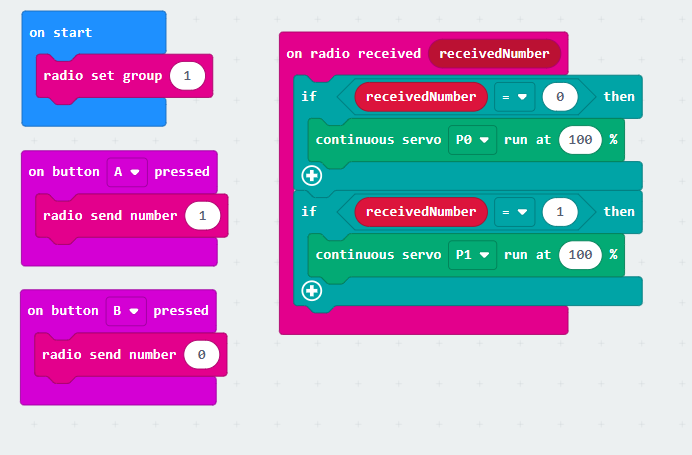 on start
radio set group 1
on button A pressed
radio send number 1
on button B pressed
radio send number 0
on radio received receivedNumber
if receivedNumber = 0 then
continuous servo P0 run at 100 %
if receivedNumber = 1 then
continuous servo P1 run at 100 %